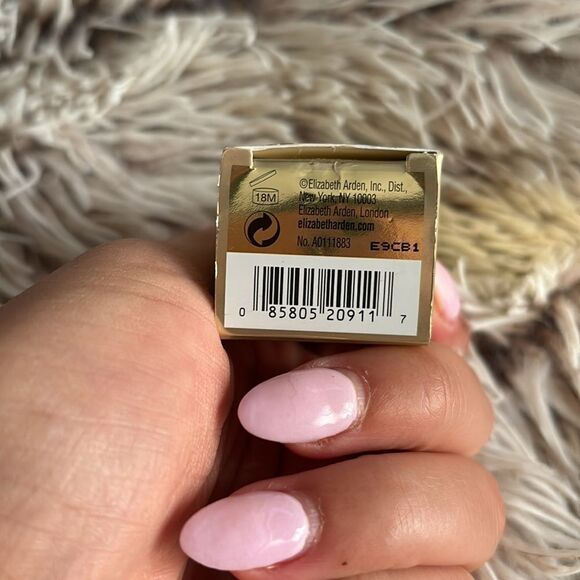 18M
©Elizabeth Arden, Inc., Dist.,
New York, NY 10003
Elizabeth Arden, London
elizabetharden.com
No. A0111883
E9CB1
0 85805 20911 7